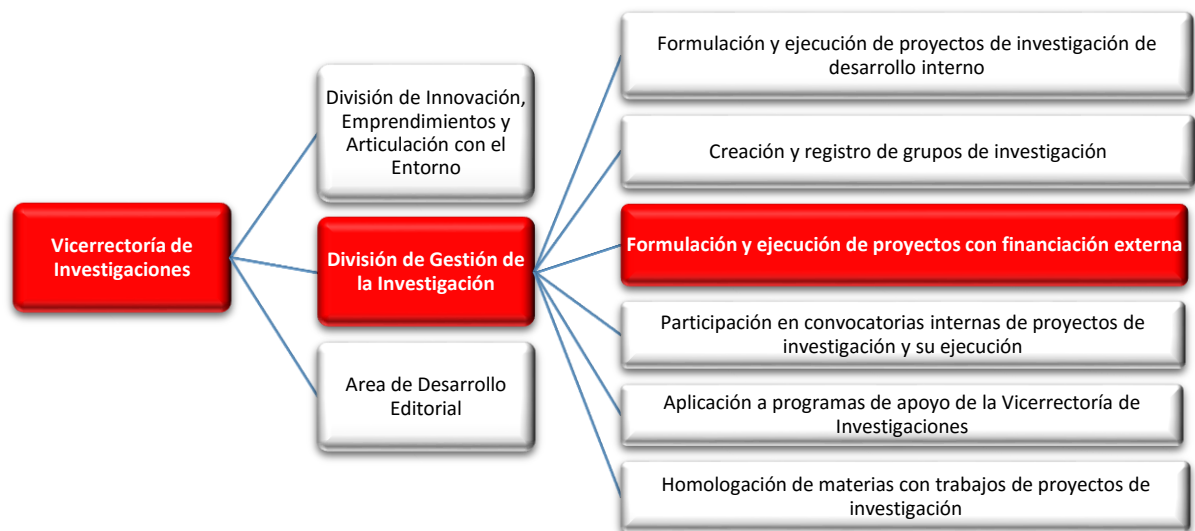 Vicerrectoría de
Investigaciones
División de Innovación,
Emprendimientos y
Articulación con el
Entorno
División de Gestión de
la Investigación
Area de Desarrollo
Editorial
Formulación y ejecución de proyectos de investigación de
desarrollo interno
Creación y registro de grupos de investigación
Formulación y ejecución de proyectos con financiación externa
Participación en convocatorias internas de proyectos de
investigación y su ejecución
Aplicación a programas de apoyo de la Vicerrectoría de
Investigaciones
Homologación de materias con trabajos de proyectos de
investigación